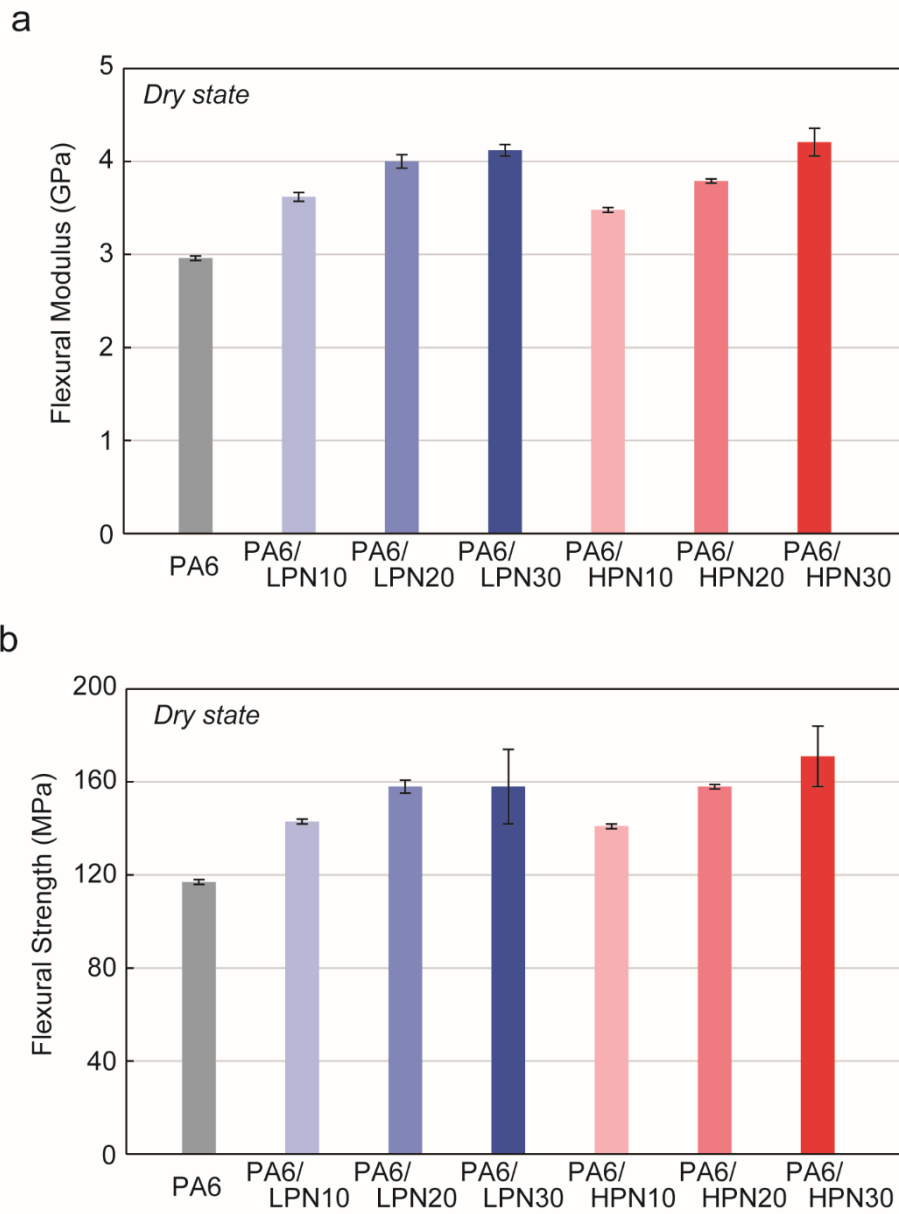 a
5
4
3
2
1
0
Flexural Modulus (GPa)
Dry state
PA6
PA6/
LPN10
PA6/
LPN20
PA6/
LPN30
PA6/
HPN10
PA6/
HPN20
PA6/
HPN30
b
200
160
120
80
40
0
Flexural Strength (MPa)
Dry state
PA6
PA6/
LPN10
PA6/
LPN20
PA6/
LPN30
PA6/
HPN10
PA6/
HPN20
PA6/
HPN30